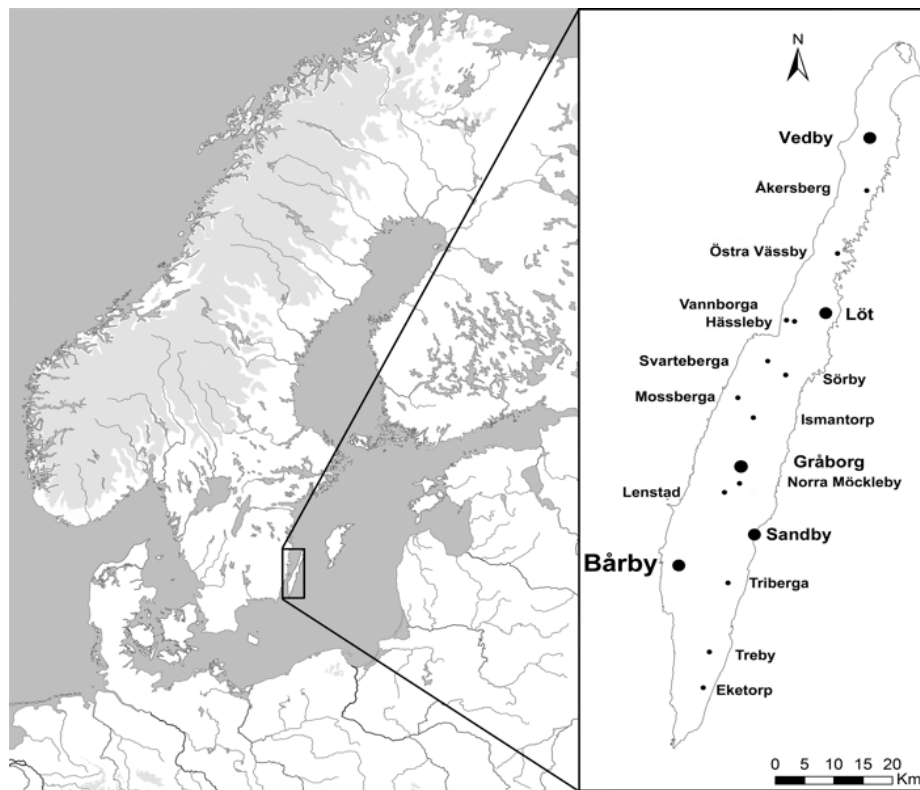 N
Vedby
Åkersberg
Östra Vässby
Vannborga
Hässleby
Löt
Svarteberga
Sörby
Mossberga
Ismantorp
Gråborg
Norra Möckleby
Lenstad
Sandby
Bårby
Triberga
Treby
Eketorp
0 5 10 15 20
Km